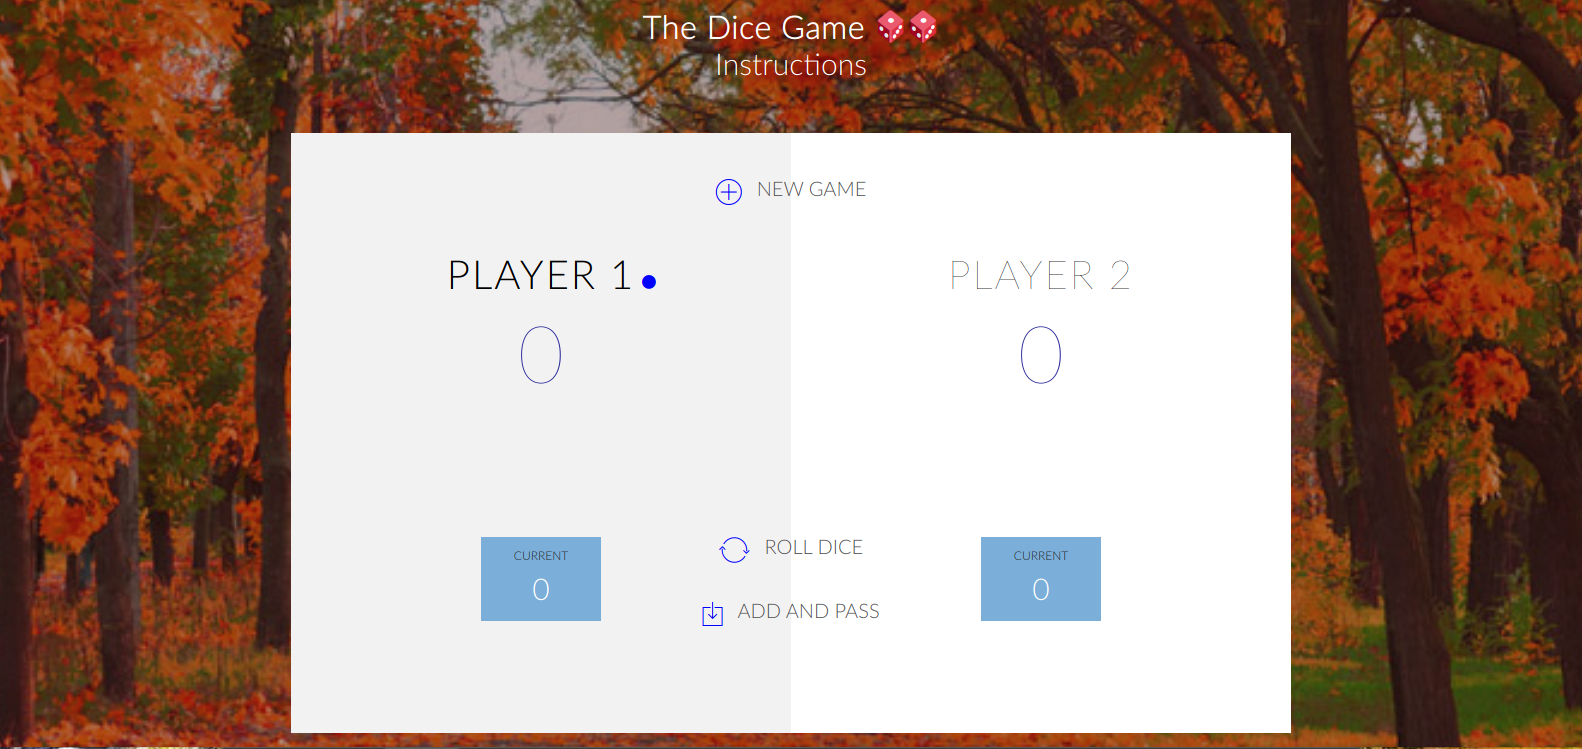 The Dice Game 🎲🎲
Instructions
NEW GAME
PLAYER 1
PLAYER 2
0
0
CURRENT
0
ROLL DICE
CURRENT
0
ADD AND PASS